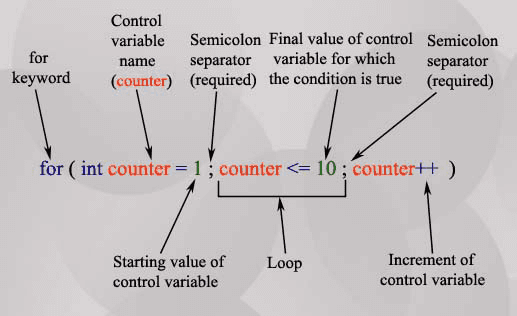 for
keyword
Control
variable
name
(counter)
Semicolon
separator
(required)
Final value of control
variable for which
the condition is true
Semicolon
separator
(required)
for ( int counter = 1 ; counter <= 10 ; counter++ )
Starting value of
control variable
Loop
Increment of
control variable